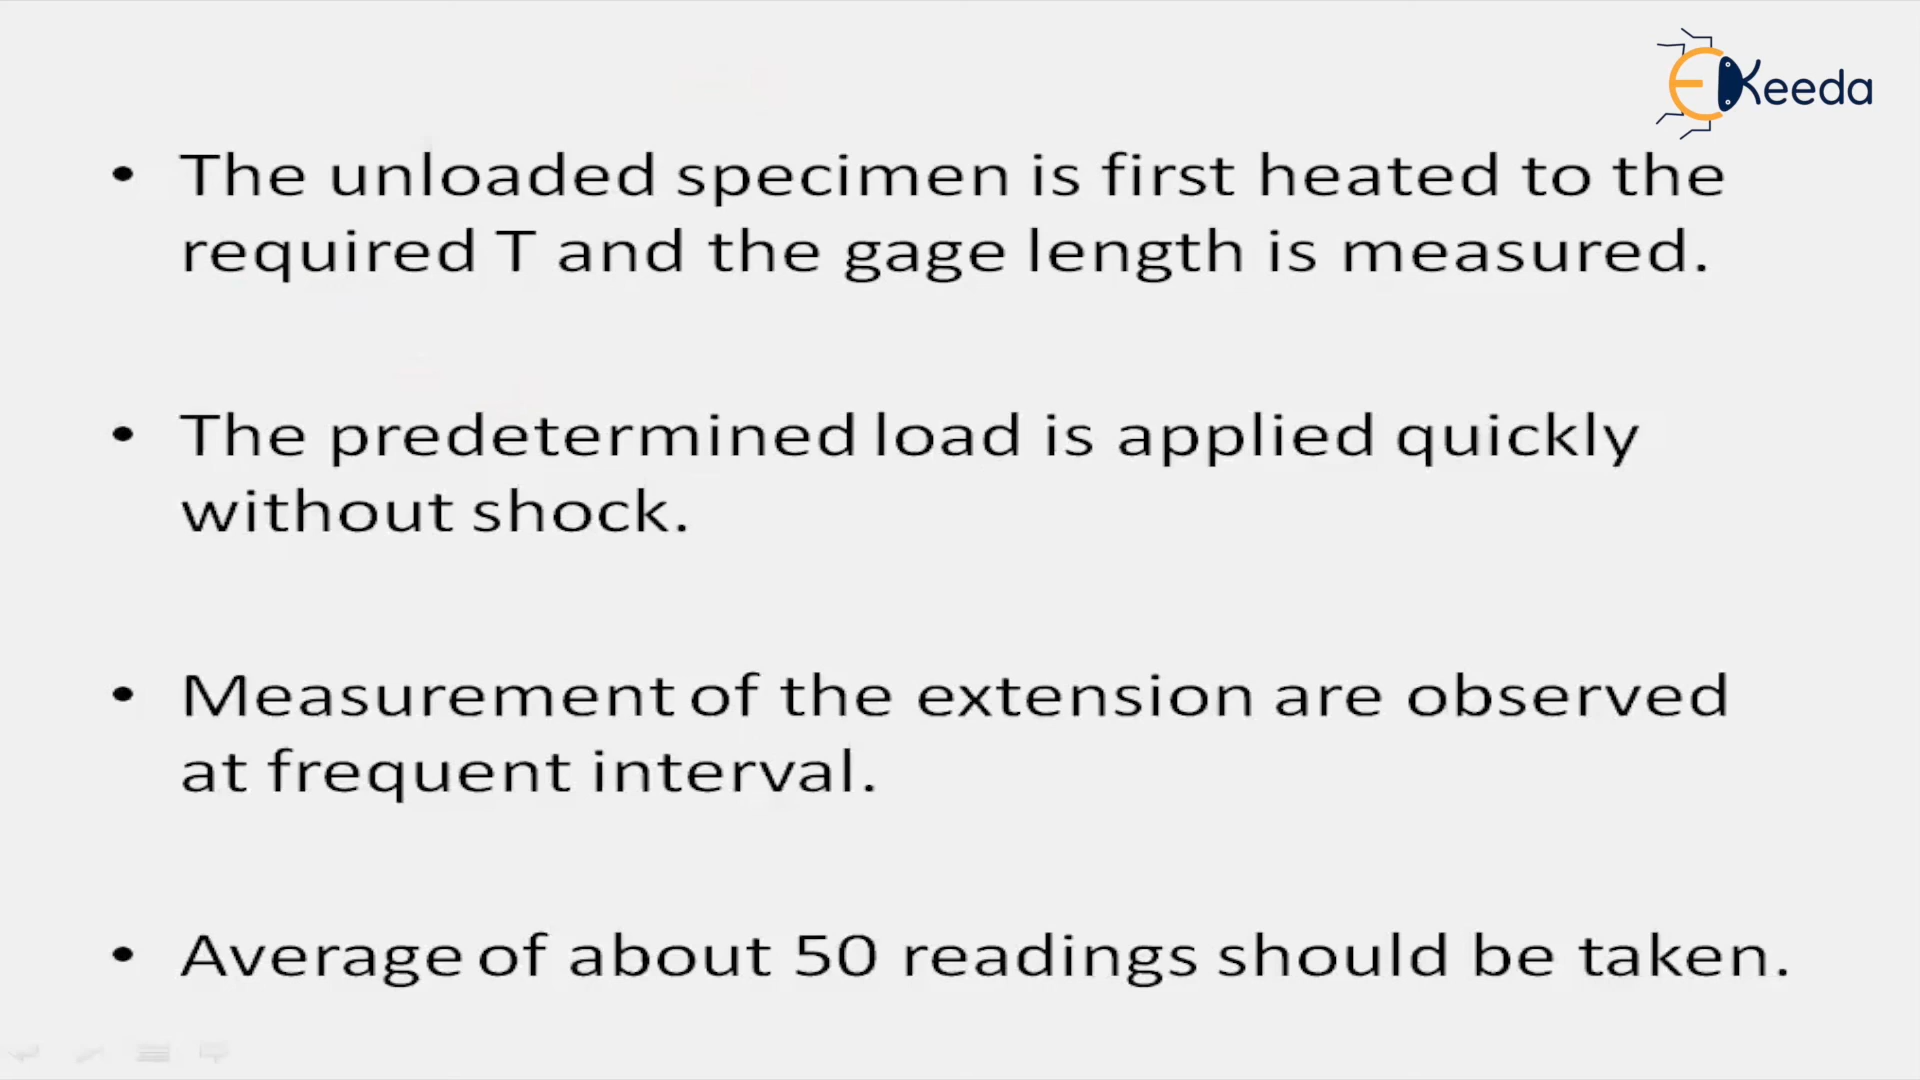 EKeeda
• The unloaded specimen is first heated to the
required T and the gage length is measured.
• The predetermined load is applied quickly
without shock.
• Measurement of the extension are observed
at frequent interval.
• Average of about 50 readings should be taken.